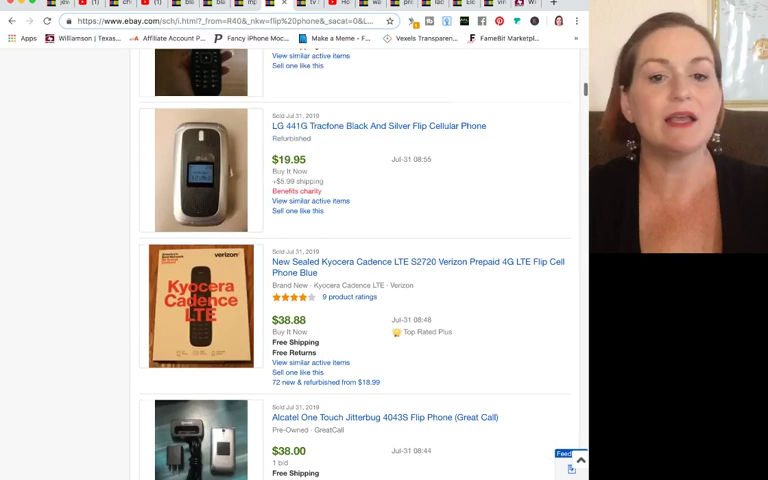 https://www.ebay.com/sch/i.html?_from=R40&_nkw=flip%20phone&_sacat=0&L...
Apps
Williamson | Texas...
Affiliate Account P...
Fancy iPhone Moc...
Make a Meme - F...
Vexels Transparen...
FameBit Marketpl...
»
View similar active items
Sell one like this
Sold Jul 31, 2019
LG 441G Tracfone Black And Silver Flip Cellular Phone
Refurbished
$19.95
Jul-31 08:55
Buy It Now
+$5.99 shipping
Benefits charity
View similar active items
Sell one like this
Sold Jul 31, 2019
New Sealed Kyocera Cadence LTE S2720 Verizon Prepaid 4G LTE Flip Cell
Phone Blue
Brand New · Kyocera Cadence LTE · Verizon
9 product ratings
$38.88
Jul-31 08:48
Buy It Now
Top Rated Plus
Free Shipping
Free Returns
View similar active items
Sell one like this
72 new & refurbished from $18.99
verizon
Kyocera
Cadence
LTE
Sold Jul 31, 2019
Alcatel One Touch Jitterbug 4043S Flip Phone (Great Call)
Pre-Owned · GreatCall
$38.00
Jul-31 08:44
1 bid
Free Shipping
Feed